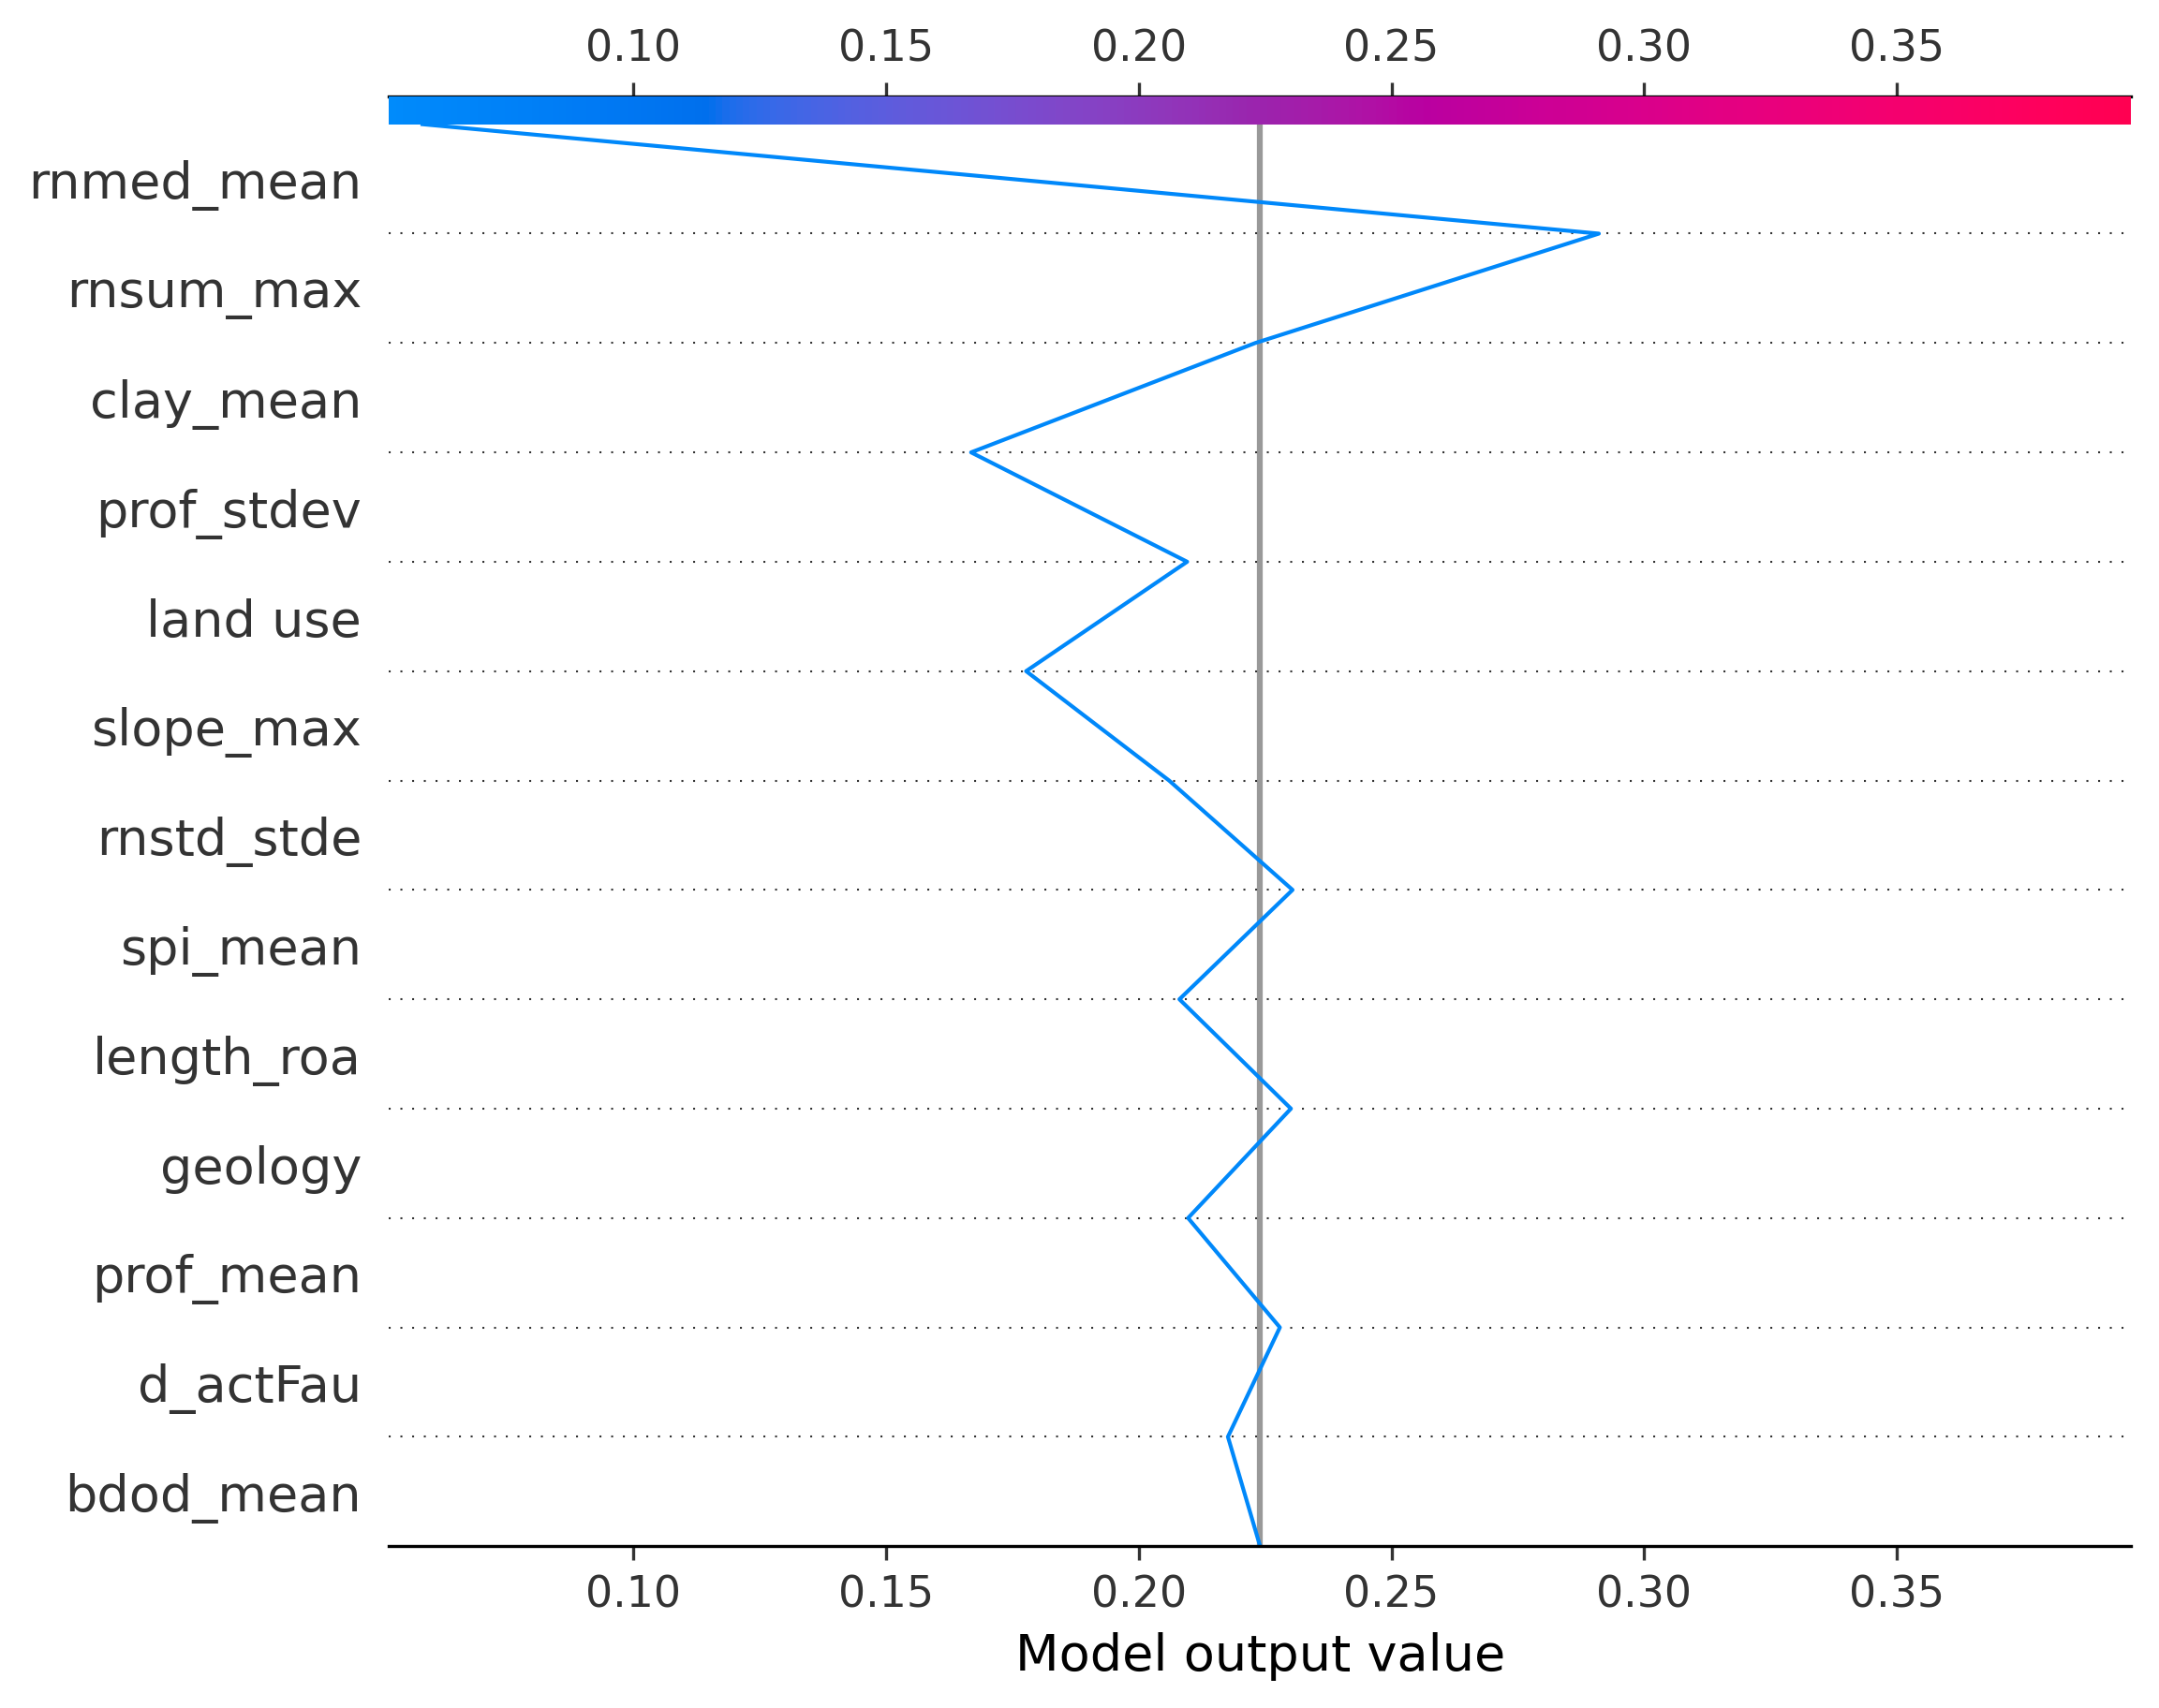 0.10 0.15 0.20 0.25 0.30 0.35
rnmed_mean
rnsum_max
clay_mean
prof_stdev
land use
slope_max
rnstd_stde
spi_mean
length_roa
geology
prof_mean
d_actFau
bdod_mean
0.10 0.15 0.20 0.25 0.30 0.35
Model output value